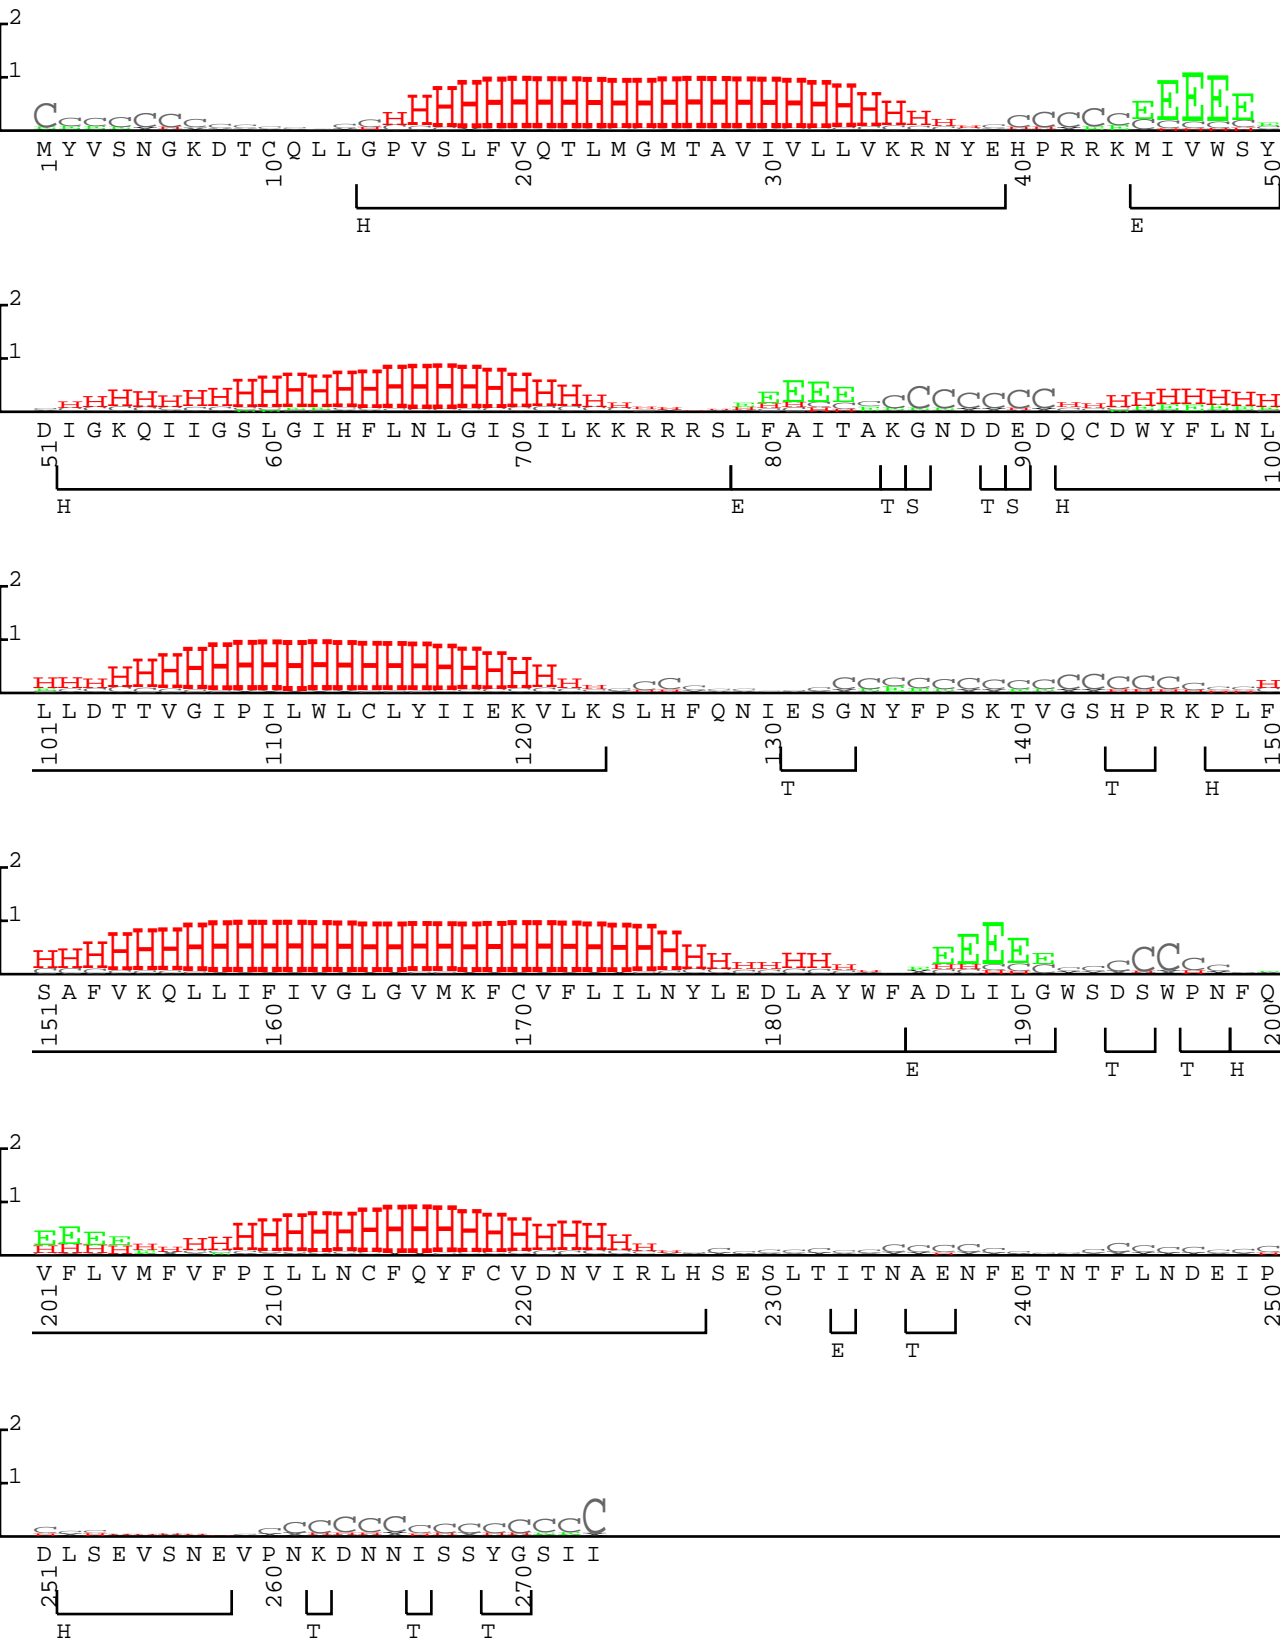 2
1
M Y V S N G K D T C Q L L G P V S L F V Q T L M G M T A V I V L L V K R N Y E H P R R K M I V W S Y
1 10 20 30 40 50
H E
2
1
D I G K Q I I G S L G I H F L N L G I S I L K K R R R S L F A I T A K G N D D E D Q C D W Y F L N L
51 60 70 80 90 100
H E T S T S H
2
1
L L D T T V G I P I L W L C L Y I I E K V L K S L H F Q N I E S G N Y F P S K T V G S H P R K P L F
101 110 120 130 140 150
T T H
2
1
S A F V K Q L L I F I V G L G V M K F C V F L I L N Y L E D L A Y W F A D L I L G W S D S W P N F Q
151 160 170 180 190 200
E T T H
2
1
V F L V M F V F P I L L N C F Q Y F C V D N V I R L H S E S L T I T N A E N F E T N T F L N D E I P
201 210 220 230 240 250
E T
2
1
D L S E V S N E V P N K D N N I S S Y G S I I
251 260 270
H T T T